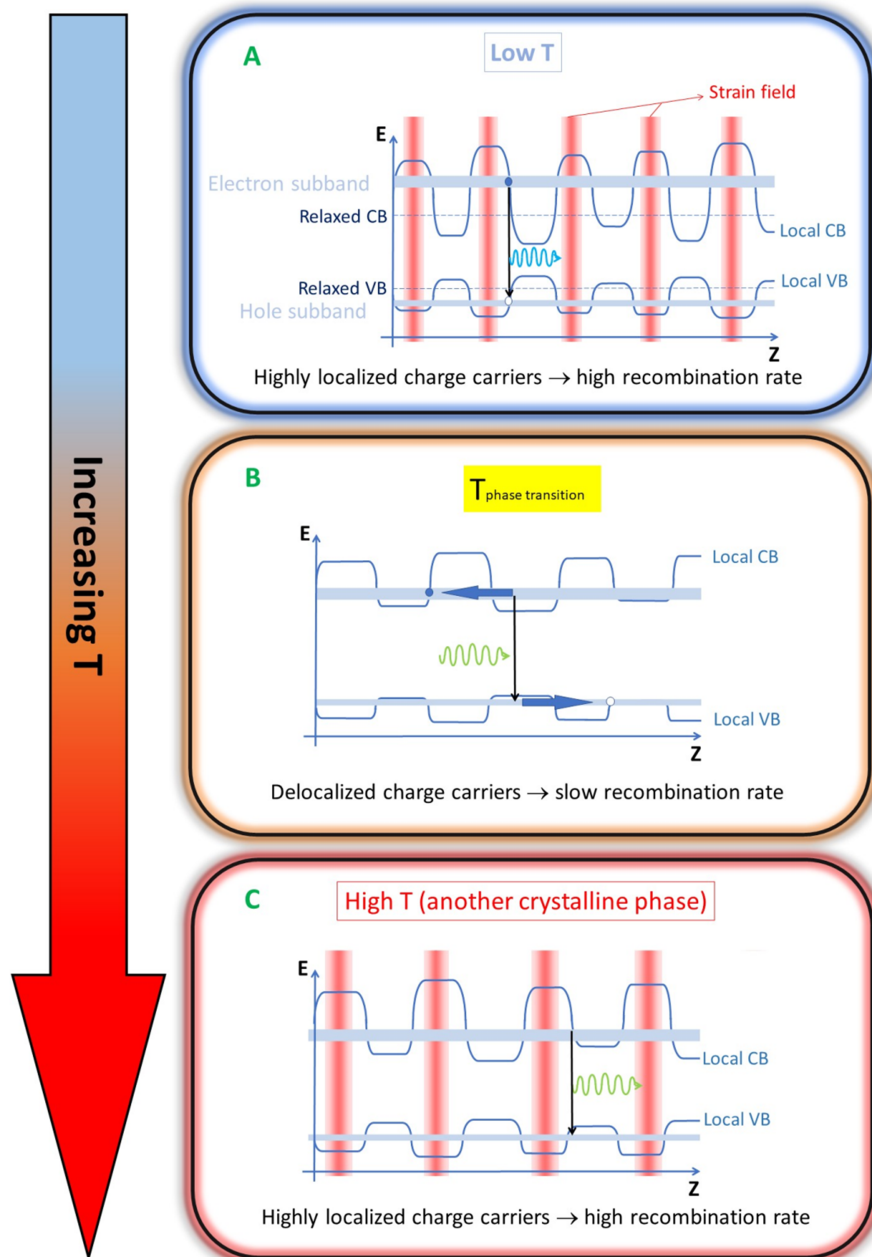 Increasing T
A
Low T
Strain field
E
Electron subband
Relaxed CB
Local CB
Relaxed VB
Local VB
Hole subband
Z
Highly localized charge carriers → high recombination rate
B
T phase transition
E
Local CB
Local VB
Z
Delocalized charge carriers → slow recombination rate
C
High T (another crystalline phase)
E
Local CB
Local VB
Z
Highly localized charge carriers → high recombination rate